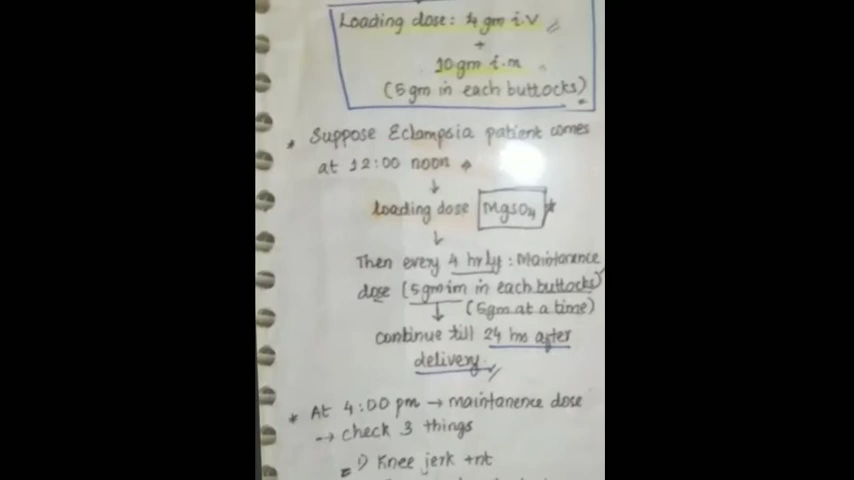 Loading dose: 4 gm i.v
+
10 gm i.m
(5 gm in each buttocks)
* Suppose Eclampsia patient comes
at 12:00 noon →
↓
loading dose MgSO4 *
↓
Then every 4 hrly : Maintanence
dose (5gm im in each buttocks)
↓ (5gm at a time)
continue till 24 hrs after
delivery.
* At 4:00 pm → maintanence dose
→ check 3 things
1) Knee jerk +nt